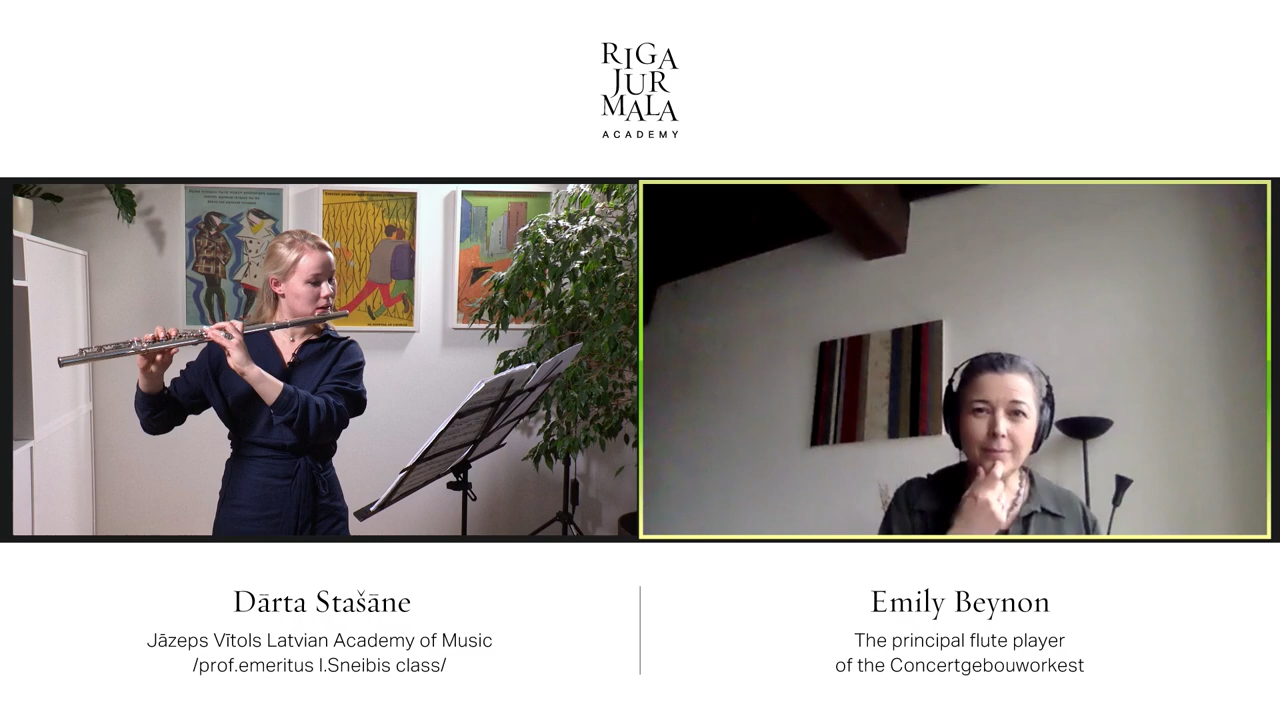 RIGA
JUR
MALA
ACADEMY
Dārta Stašāne
Jāzeps Vītols Latvian Academy of Music
/prof.emeritus I.Sneibis class/
Emily Beynon
The principal flute player
of the Concertgebouworkest